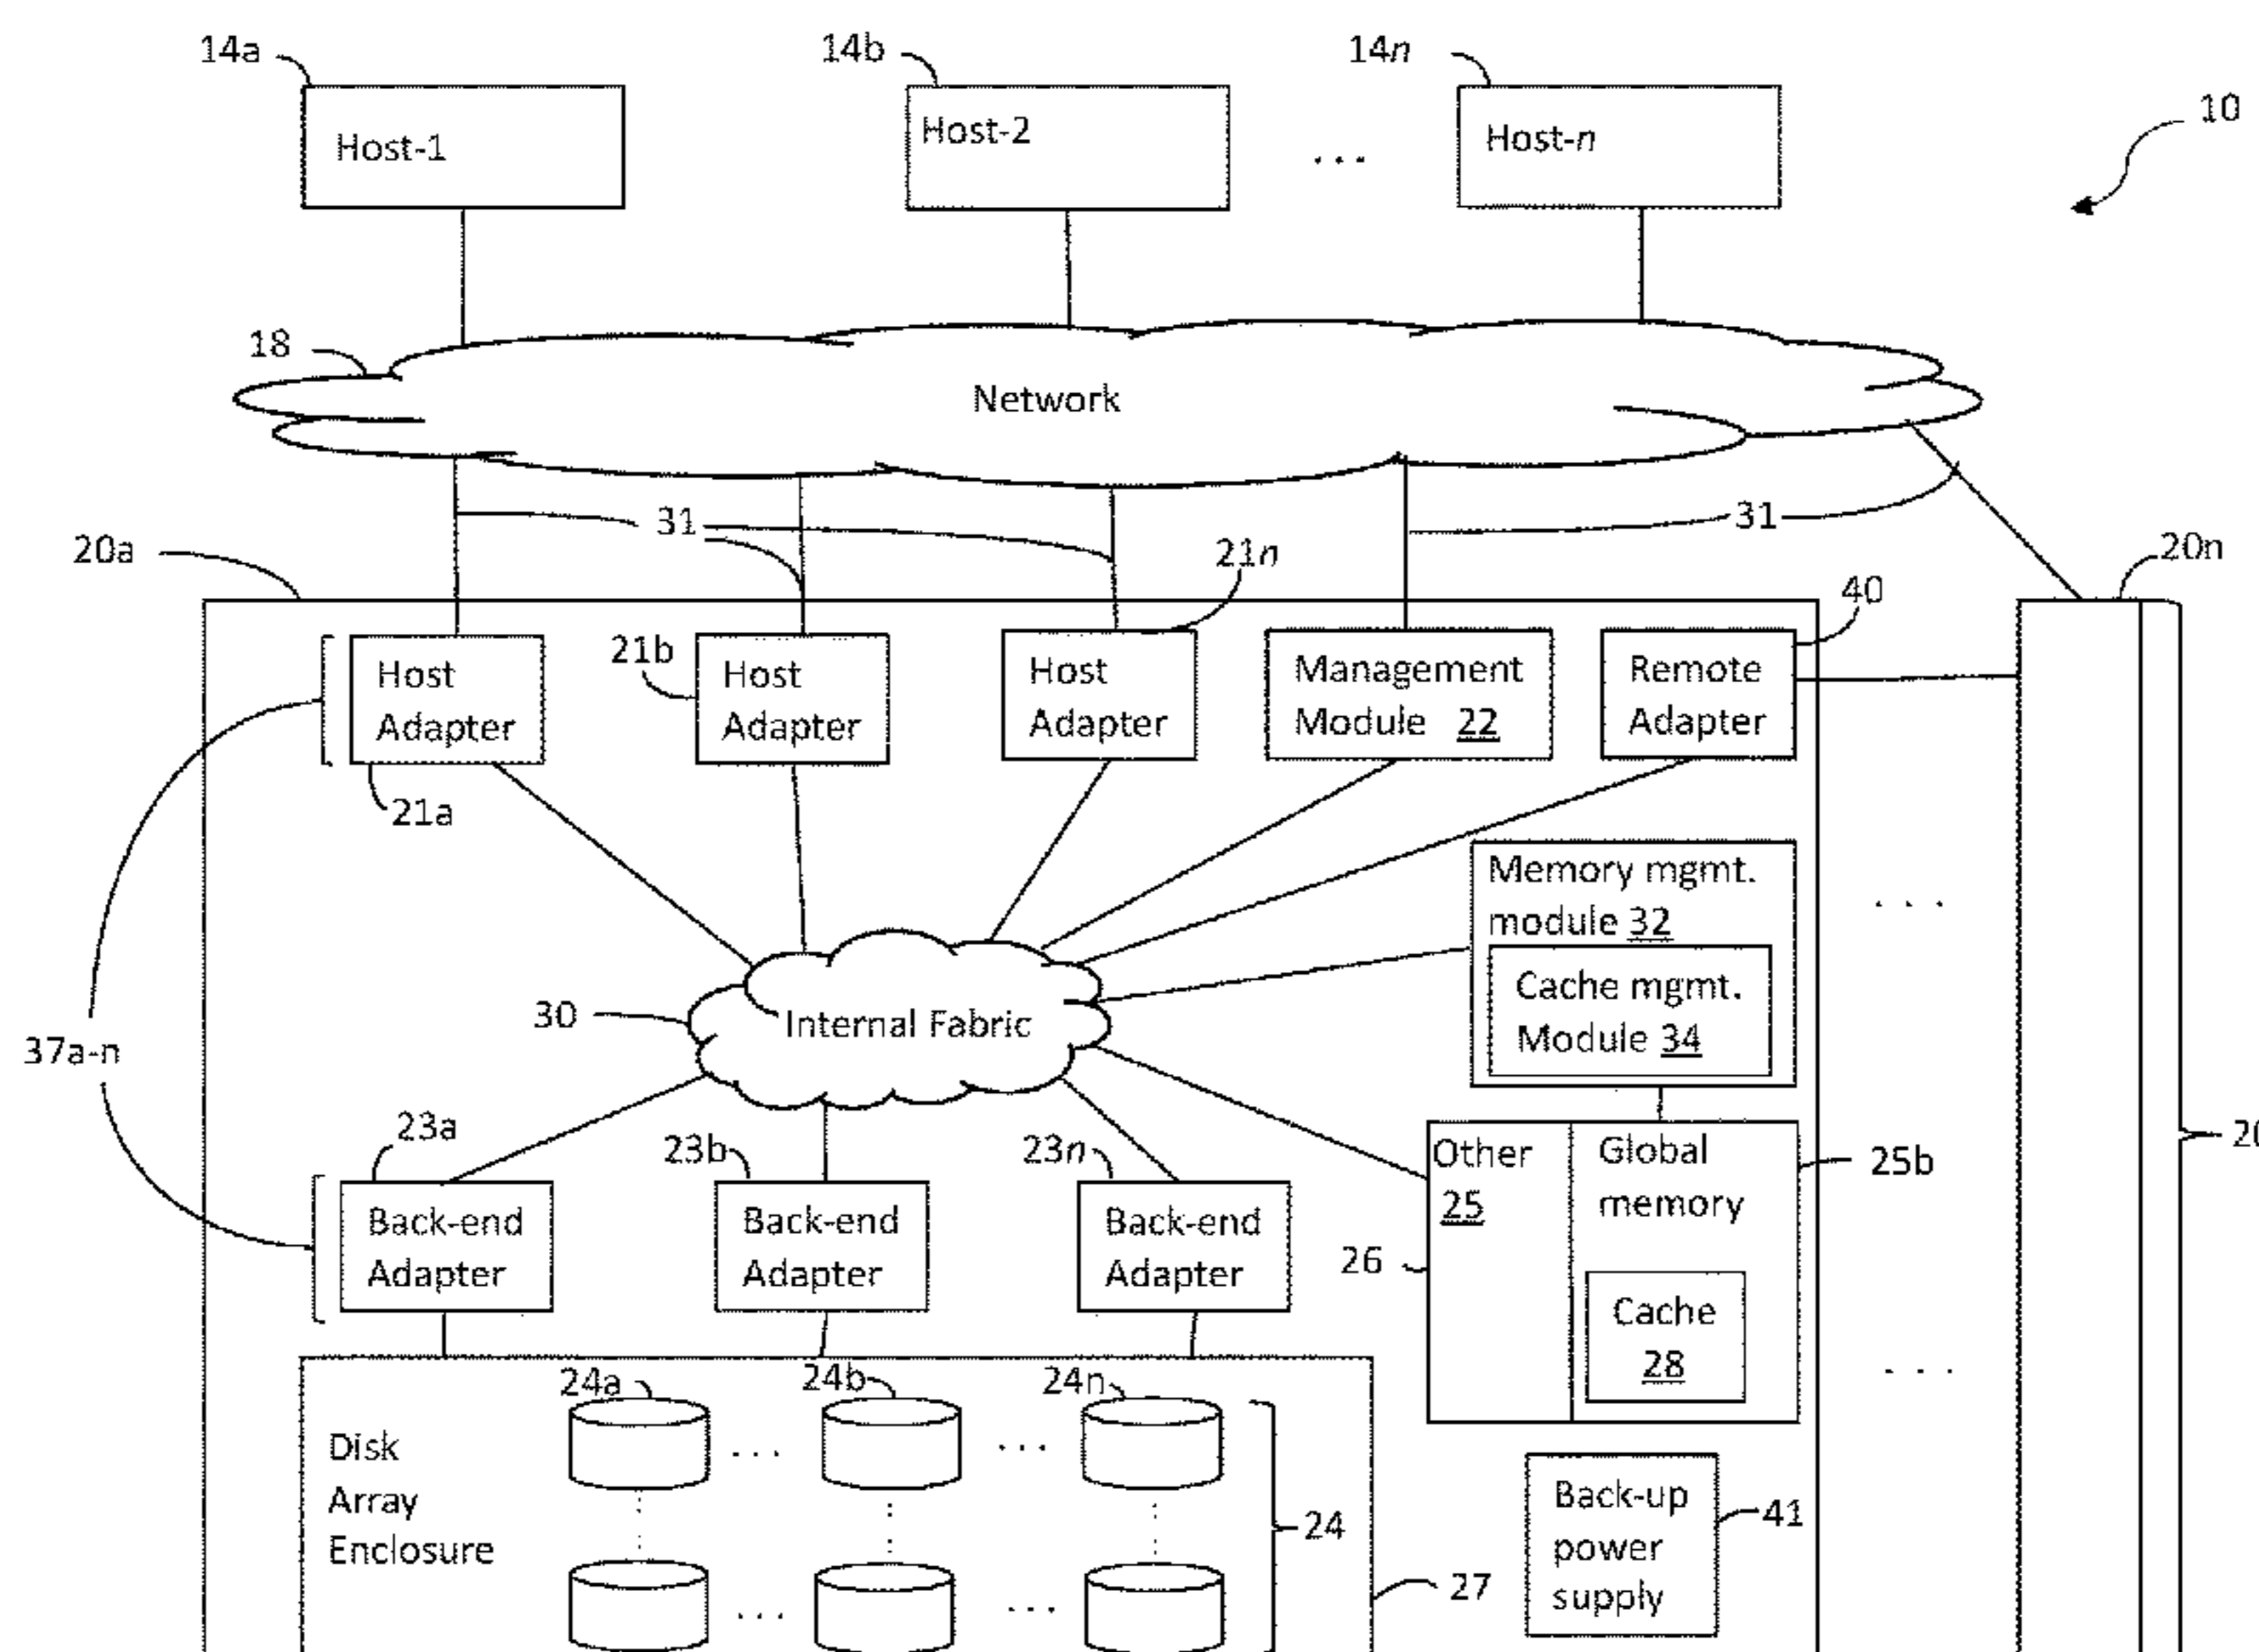 14a
14b
14n
10
Host-1
Host-2
...
Host-n
18
Network
31
31
20a
21n
20n
40
21b
Host
Adapter
Host
Adapter
Host
Adapter
Management
Module 22
Remote
Adapter
21a
Memory mgmt.
module 32
...
Cache mgmt.
Module 34
30
Internal Fabric
37a-n
23a
23b
23n
Other
25
Global
memory
25b
20
Back-end
Adapter
Back-end
Adapter
Back-end
Adapter
26
Cache
28
24a
24b
24n
...
Disk
Array
Enclosure
...
...
24
Back-up
power
supply
41
27
...
...